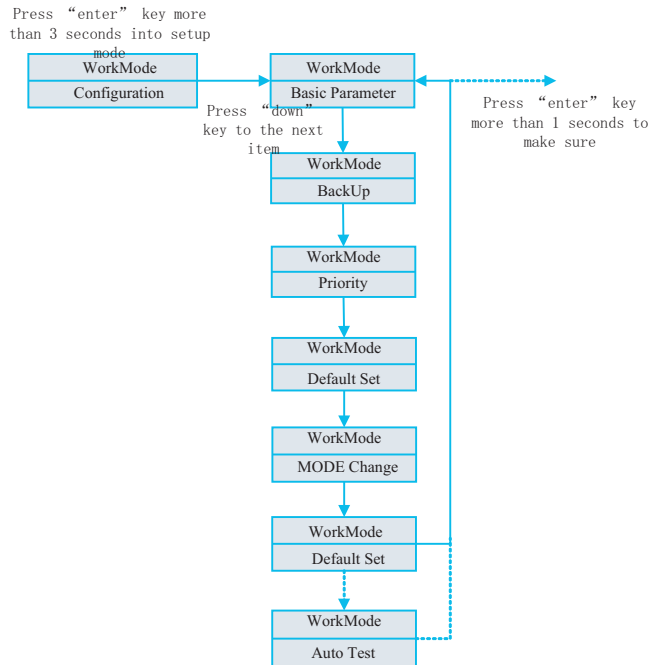 Press “enter” key more
than 3 seconds into setup
mode
WorkMode
Configuration
WorkMode
Basic Parameter
Press “down”
key to the next
item
Press “enter” key
more than 1 seconds to
make sure
WorkMode
BackUp
WorkMode
Priority
WorkMode
Default Set
WorkMode
MODE Change
WorkMode
Default Set
WorkMode
Auto Test